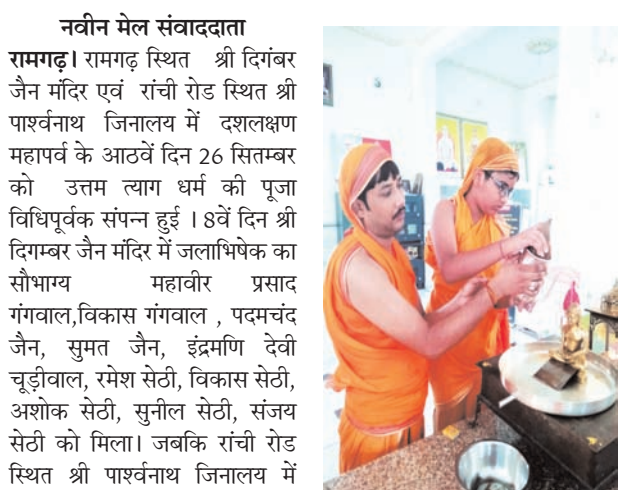 नवीन मेल संवाददाता
रामगढ़। रामगढ़ स्थित श्री दिगंबर
जैन मंदिर एवं रांची रोड स्थित श्री
पार्श्वनाथ जिनालय में दशलक्षण
महापर्व के आठवें दिन 26 सितम्बर
को उत्तम त्याग धर्म की पूजा
विधिपूर्वक संपन्न हुई । 8वें दिन श्री
दिगम्बर जैन मंदिर में जलाभिषेक का
सौभाग्य महावीर प्रसाद
गंगवाल,विकास गंगवाल , पदमचंद
जैन, सुमत जैन, इंद्रमणि देवी
चूड़ीवाल, रमेश सेठी, विकास सेठी,
अशोक सेठी, सुनील सेठी, संजय
सेठी को मिला। जबकि रांची रोड
स्थित श्री पार्श्वनाथ जिनालय में